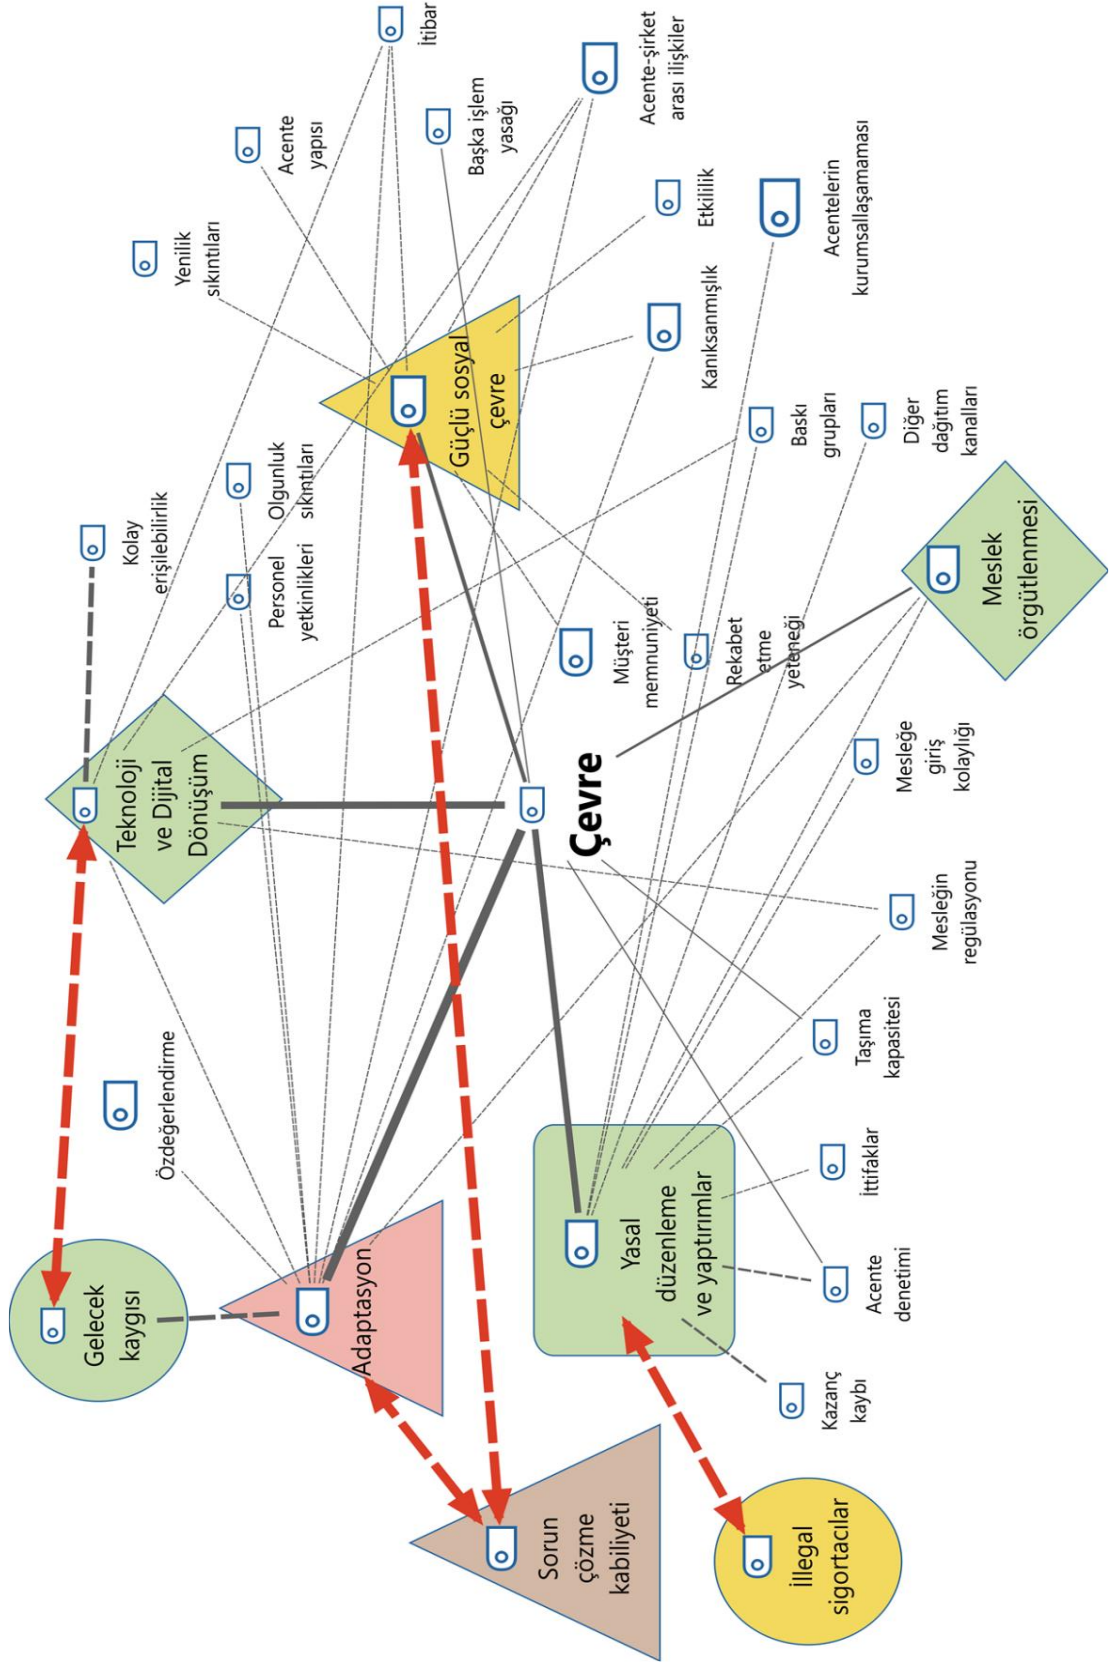 Gelecek
kaygısı
Özdeğerlendirme
Teknoloji
ve Dijital
Dönüşüm
Kolay
erişilebilirlik
Yenilik
sıkıntıları
Acente
yapısı
İtibar
Personel
yetkinlikleri
Olgunluk
sıkıntıları
Başka işlem
yasağı
Adaptasyon
Güçlü sosyal
çevre
Acente-şirket
arası ilişkiler
Sorun
çözme
kabiliyeti
Çevre
Müşteri
memnuniyeti
Kanıksanmışlık
Etkililik
Yasal
düzenleme
ve yaptırımlar
Rekabet
etme
yeteneği
Baskı
grupları
Acentelerin
kurumsallaşamaması
İllegal
sigortacılar
Kazanç
kaybı
Acente
denetimi
İttifaklar
Taşıma
kapasitesi
Mesleğin
regülasyonu
Mesleğe
giriş
kolaylığı
Meslek
örgütlenmesi
Diğer
dağıtım
kanalları